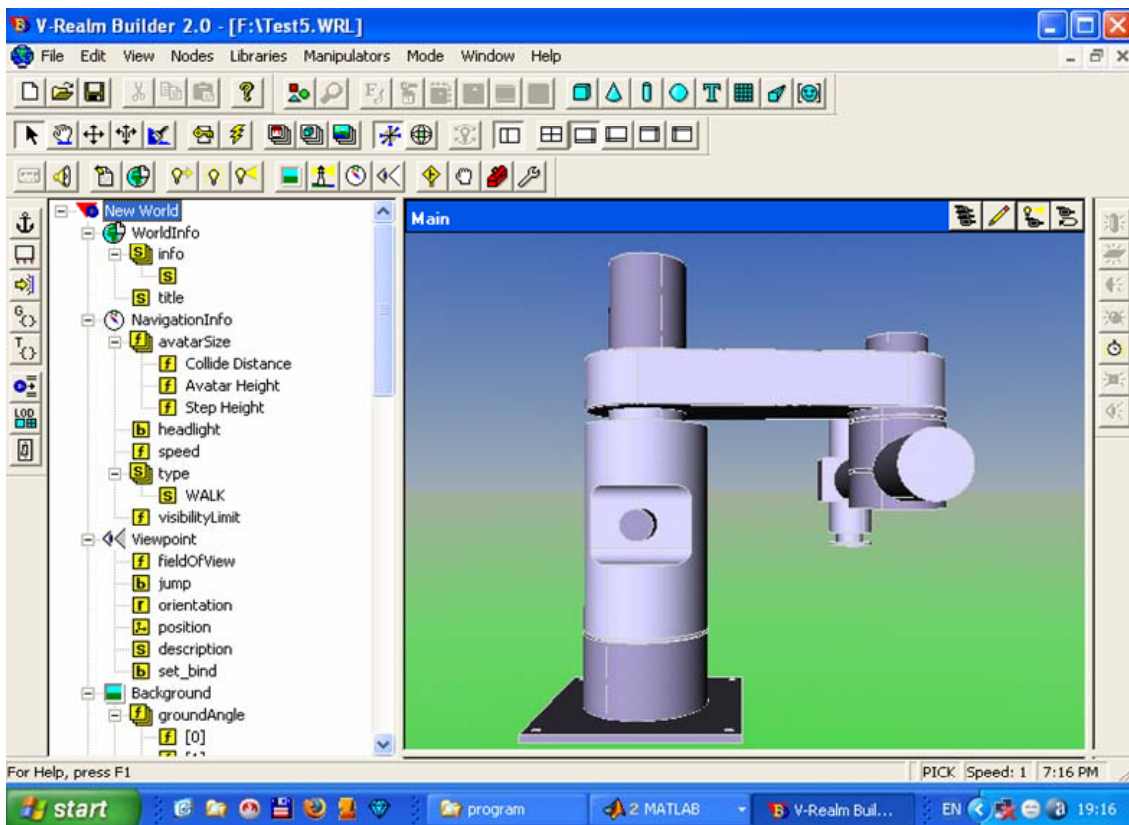 V-Realm Builder 2.0 - [F:\Test5.WRL]
File Edit View Nodes Libraries Manipulators Mode Window Help
New World
Main
WorldInfo
S info
S
S title
NavigationInfo
f avatarSize
f Collide Distance
f Avatar Height
f Step Height
b headlight
f speed
S type
S WALK
f visibilityLimit
Viewpoint
f fieldOfView
b jump
r orientation
position
S description
b set_bind
Background
f groundAngle
f [0]
G{}
T{}
LOD
For Help, press F1
PICK Speed: 1 7:16 PM
start program 2 MATLAB V-Realm Buil... EN 19:16